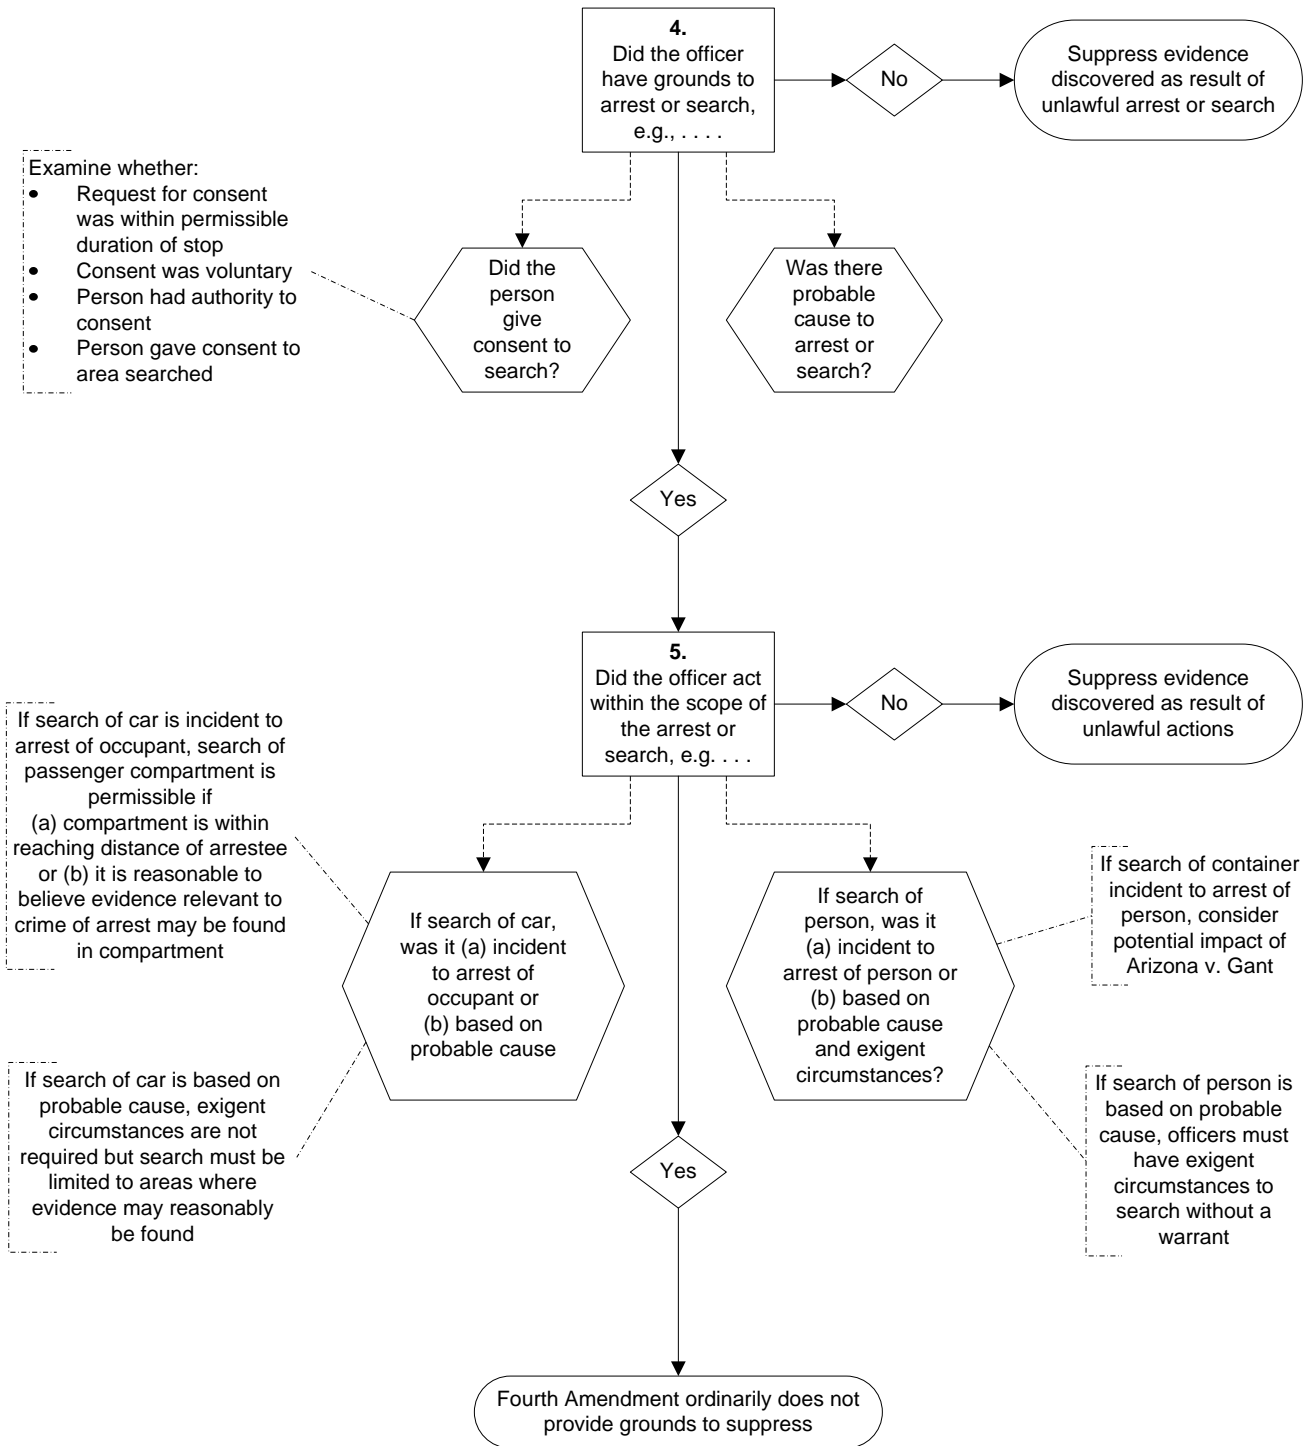 4.
Did the officer
have grounds to
arrest or search,
e.g., . . . .
No
Suppress evidence
discovered as result of
unlawful arrest or search
Examine whether:
• Request for consent
was within permissible
duration of stop
• Consent was voluntary
• Person had authority to
consent
• Person gave consent to
area searched
Did the
person
give
consent to
search?
Was there
probable
cause to
arrest or
search?
Yes
5.
Did the officer act
within the scope of
the arrest or
search, e.g. . . .
No
Suppress evidence
discovered as result of
unlawful actions
If search of car is incident to
arrest of occupant, search of
passenger compartment is
permissible if
(a) compartment is within
reaching distance of arrestee
or (b) it is reasonable to
believe evidence relevant to
crime of arrest may be found
in compartment
If search of car,
was it (a) incident
to arrest of
occupant or
(b) based on
probable cause
If search of
person, was it
(a) incident to
arrest of person or
(b) based on
probable cause
and exigent
circumstances?
If search of container
incident to arrest of
person, consider
potential impact of
Arizona v. Gant
If search of car is based on
probable cause, exigent
circumstances are not
required but search must be
limited to areas where
evidence may reasonably
be found
If search of person is
based on probable
cause, officers must
have exigent
circumstances to
search without a
warrant
Yes
Fourth Amendment ordinarily does not
provide grounds to suppress